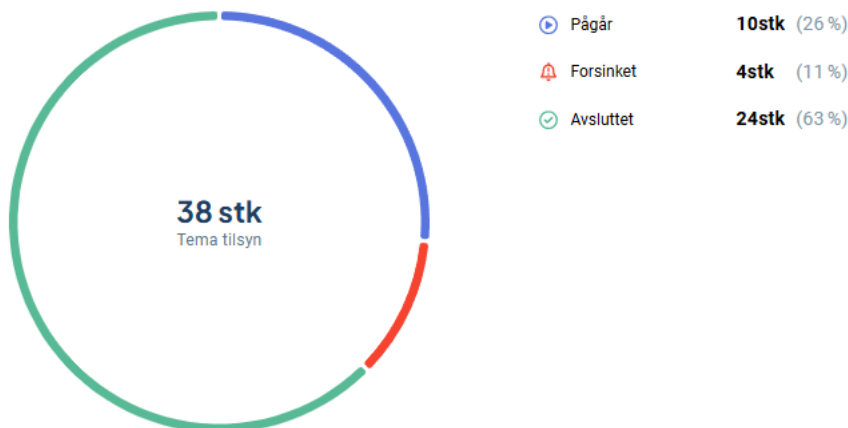 38 stk
Tema tilsyn
Pågår 10stk (26 %)
Forsinket 4stk (11 %)
Avsluttet 24stk (63 %)